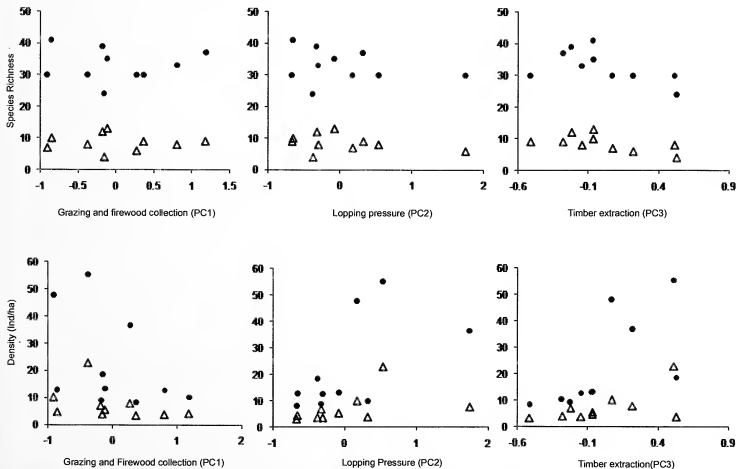 50 50 50
40 40 40
30 30 30
20 20 20
10 10 10
0 0 0
Species Richness
-1 -0.5 0 0.5 1 1.5
-1 0 1 2
-0.6 -0.1 0.4 0.9
Grazing and firewood collection (PC1)
Lopping pressure (PC2)
Timber extraction (PC3)
60 60 60
50 50 50
40 40 40
30 30 30
20 20 20
10 10 10
0 0 0
Density (Ind/ha)
-1 0 1 2
-1 0 1 2
-0.6 -0.1 0.4 0.9
Grazing and Firewood collection (PC1)
Lopping Pressure (PC2)
Timber extraction(PC3)